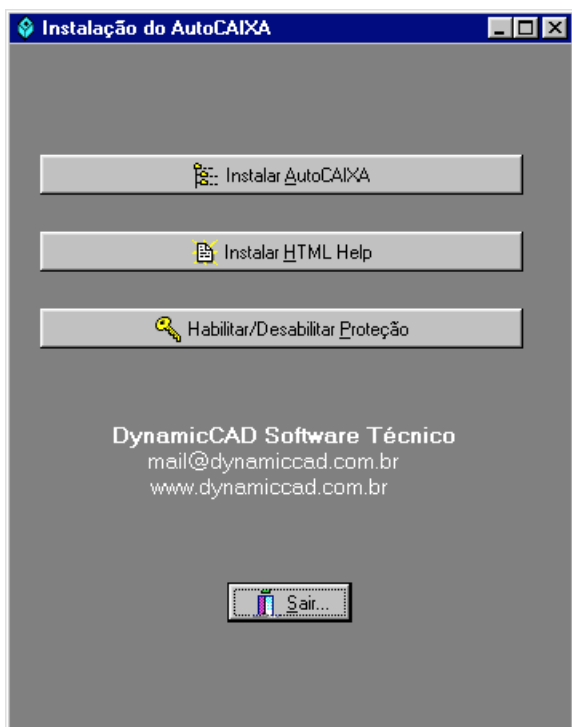 Instalação do AutoCAIXA
Instalar AutoCAIXA
Instalar HTML Help
Habilitar/Desabilitar Proteção
DynamicCAD Software Técnico
mail@dynamiccad.com.br
www.dynamiccad.com.br
Sair...